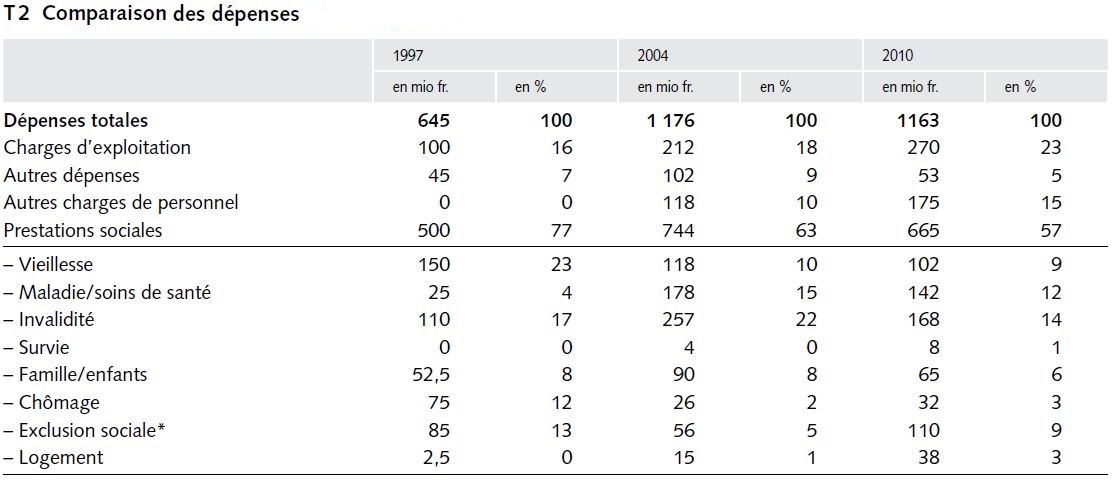 T2 Comparaison des dépenses
1997 2004 2010
en mio fr. en % en mio fr. en % en mio fr. en %
Dépenses totales 645 100 1 176 100 1163 100
Charges d'exploitation 100 16 212 18 270 23
Autres dépenses 45 7 102 9 53 5
Autres charges de personnel 0 0 118 10 175 15
Prestations sociales 500 77 744 63 665 57
– Vieillesse 150 23 118 10 102 9
– Maladie/soins de santé 25 4 178 15 142 12
– Invalidité 110 17 257 22 168 14
– Survie 0 0 4 0 8 1
– Famille/enfants 52,5 8 90 8 65 6
– Chômage 75 12 26 2 32 3
– Exclusion sociale* 85 13 56 5 110 9
– Logement 2,5 0 15 1 38 3